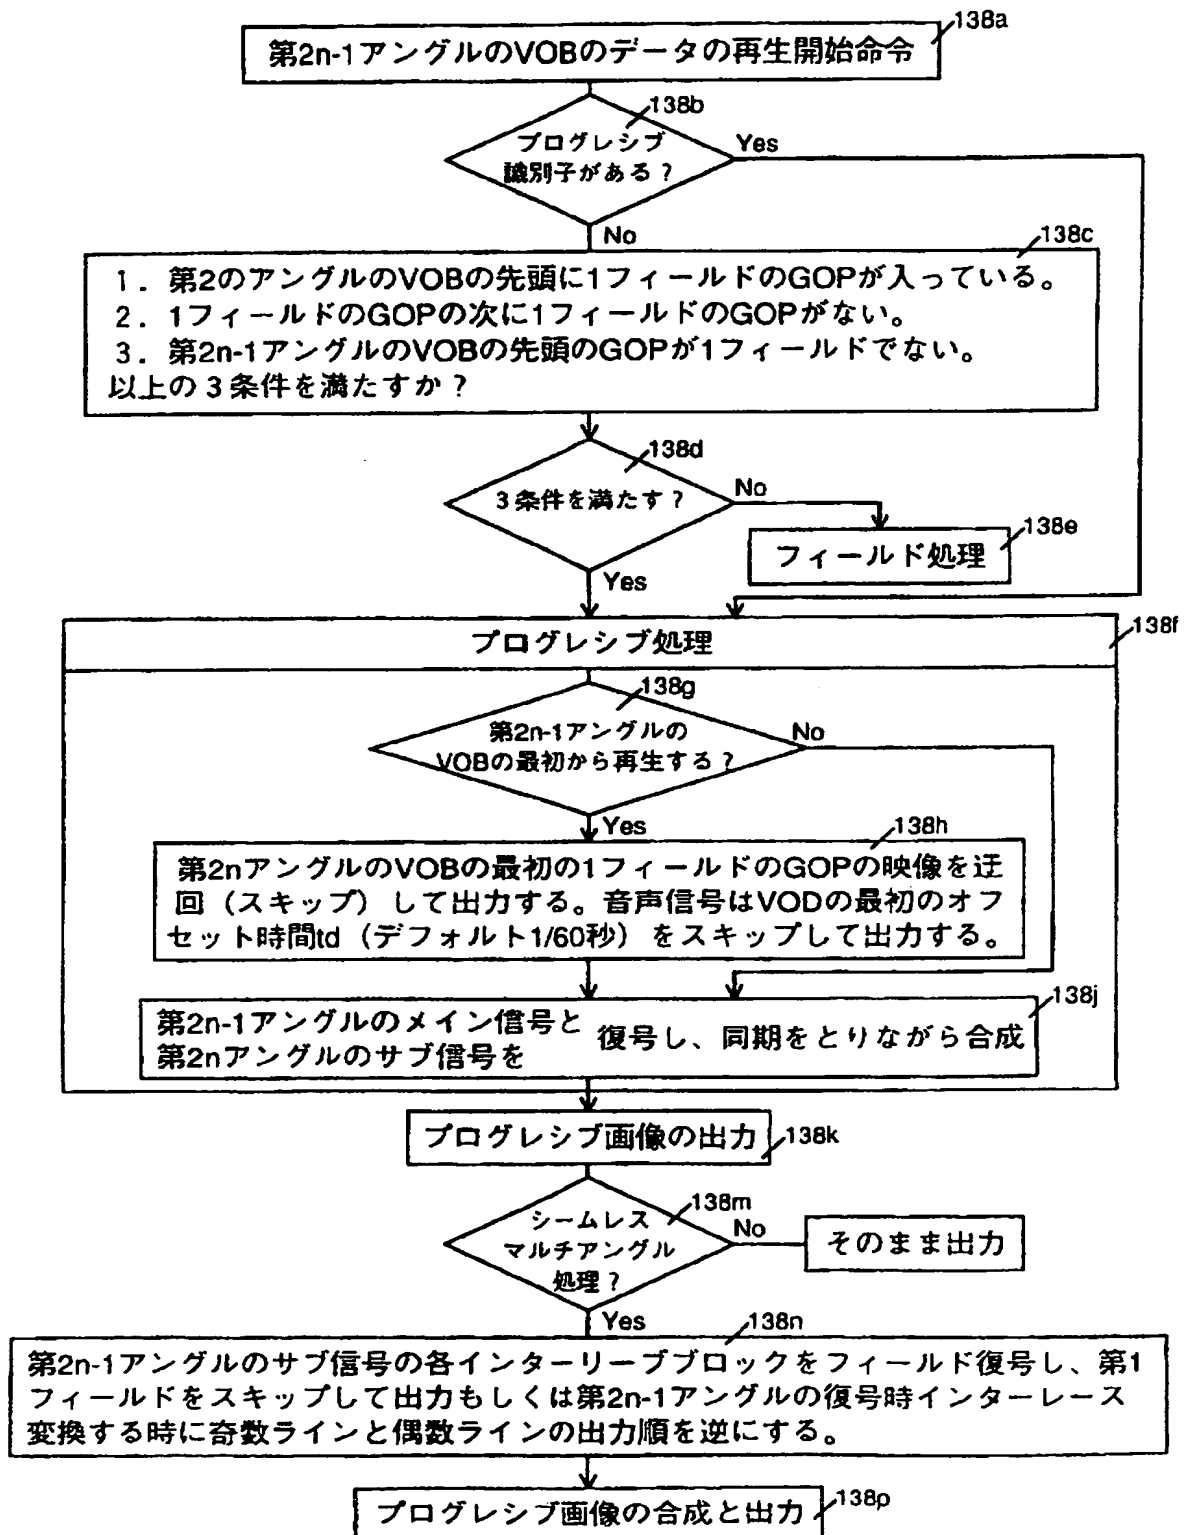 138a
第2n-1アングルのVOBのデータの再生開始命令
138b
プログレシブ
識別子がある?
Yes
No
138c
1. 第2のアングルのVOBの先頭に1フィールドのGOPが入っている。
2. 1フィールドのGOPの次に1フィールドのGOPがない。
3. 第2n-1アングルのVOBの先頭のGOPが1フィールドでない。
以上の3条件を満たすか?
138d
3条件を満たす?
No
138e
フィールド処理
Yes
138f
プログレシブ処理
138g
第2n-1アングルの
VOBの最初から再生する?
No
Yes
138h
第2nアングルのVOBの最初の1フィールドのGOPの映像を迂
回(スキップ)して出力する。音声信号はVODの最初のオフ
セット時間td(デフォルト1/60秒)をスキップして出力する。
138j
第2n-1アングルのメイン信号と
第2nアングルのサブ信号を
復号し、同期をとりながら合成
プログレシブ画像の出力
138k
138m
シームレス
マルチアングル
処理?
No
そのまま出力
Yes
138n
第2n-1アングルのサブ信号の各インターリーブブロックをフィールド復号し、第1
フィールドをスキップして出力もしくは第2n-1アングルの復号時インターレース
変換する時に奇数ラインと偶数ラインの出力順を逆にする。
プログレシブ画像の合成と出力
138p